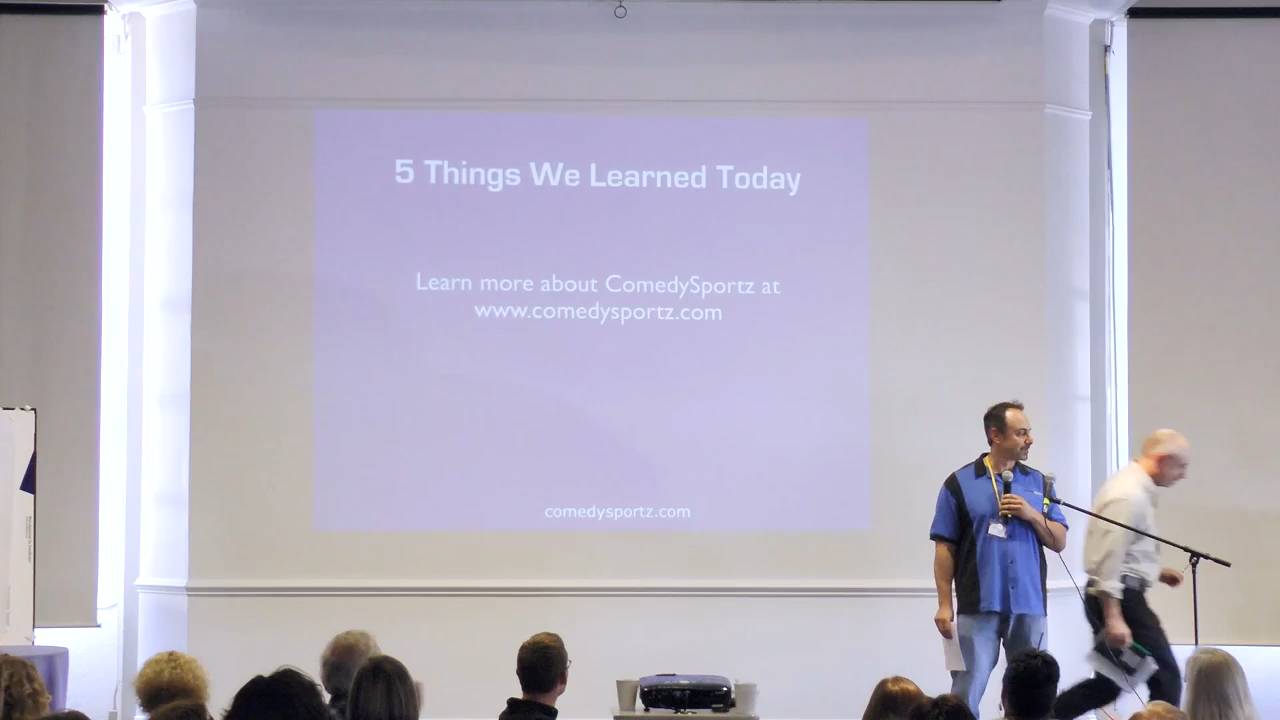 5 Things We Learned Today
Learn more about ComedySportz at
www.comedysportz.com
comedysportz.com